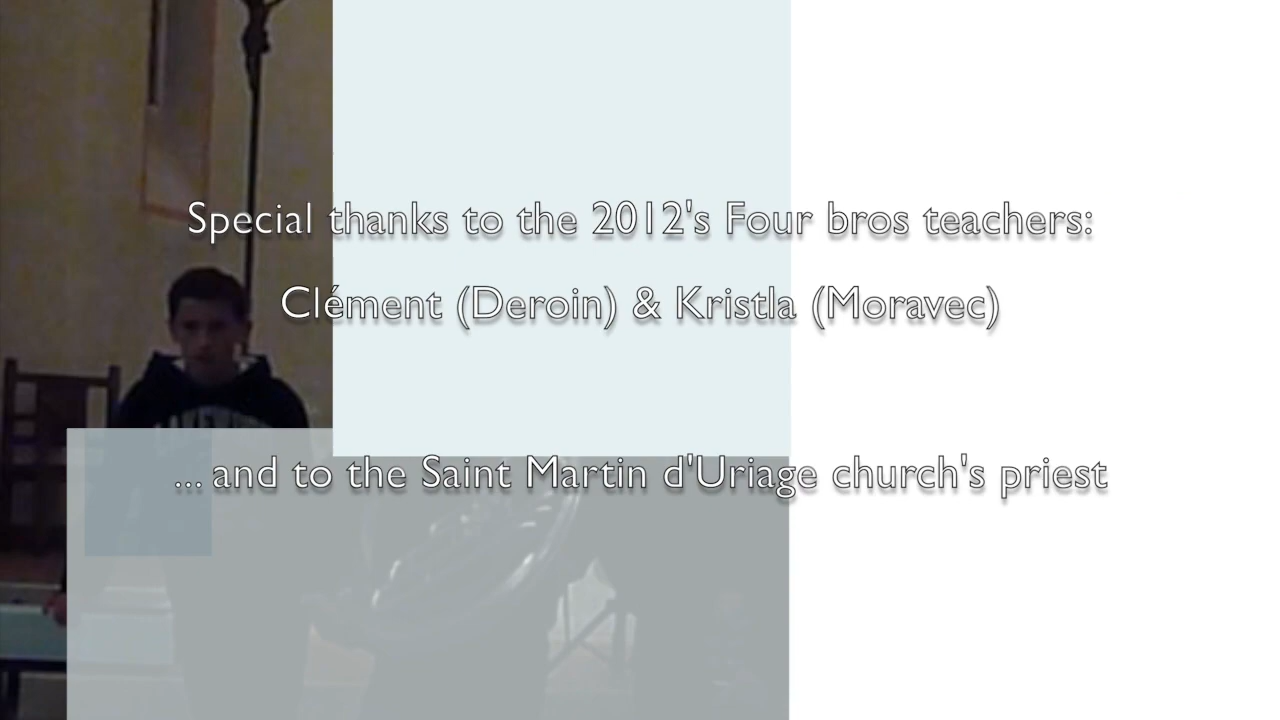 Special thanks to the 2012's Four bros teachers:
Clément (Deroin) & Kristla (Moravec)
... and to the Saint Martin d'Uriage church's priest